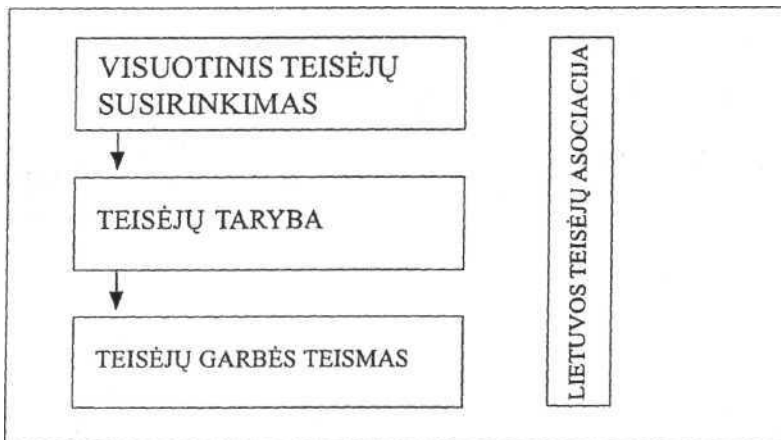 VISUOTINIS TEISĖJŲ
SUSIRINKIMAS
TEISĖJŲ TARYBA
TEISĖJŲ GARBĖS TEISMAS
LIETUVOS TEISĖJŲ ASOCIACIJA